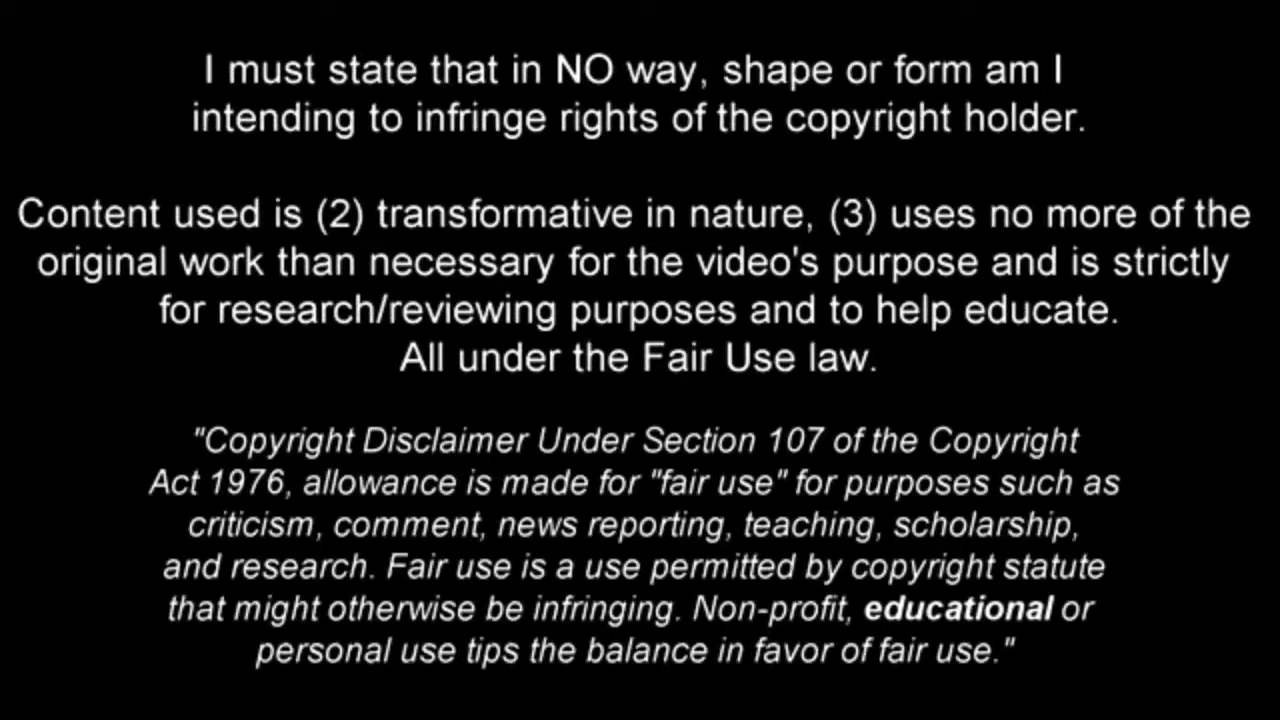 I must state that in NO way, shape or form am I
intending to infringe rights of the copyright holder.
Content used is (2) transformative in nature, (3) uses no more of the
original work than necessary for the video's purpose and is strictly
for research/reviewing purposes and to help educate.
All under the Fair Use law.
"Copyright Disclaimer Under Section 107 of the Copyright
Act 1976, allowance is made for "fair use" for purposes such as
criticism, comment, news reporting, teaching, scholarship,
and research. Fair use is a use permitted by copyright statute
that might otherwise be infringing. Non-profit, educational or
personal use tips the balance in favor of fair use."